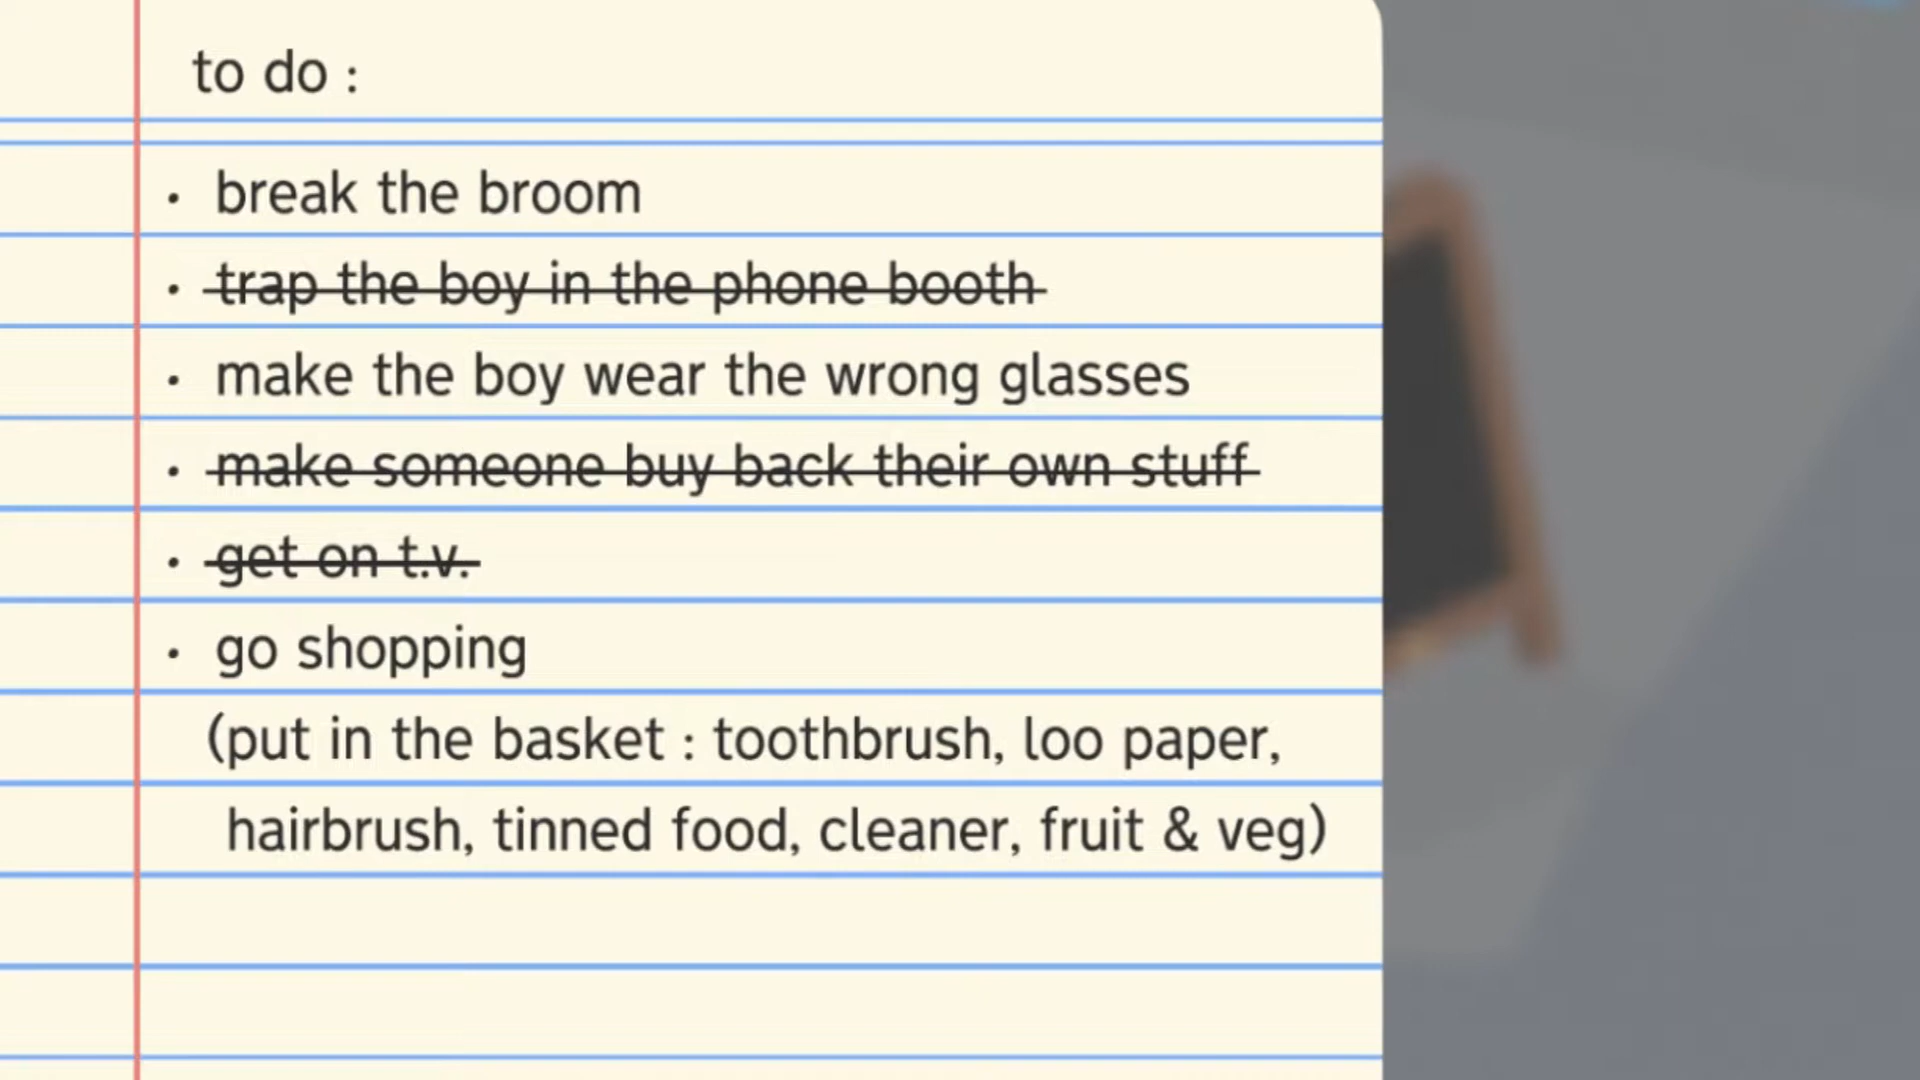 to do :
• break the broom
• trap the boy in the phone booth
• make the boy wear the wrong glasses
• make someone buy back their own stuff
• get on t.v.
• go shopping
(put in the basket : toothbrush, loo paper,
hairbrush, tinned food, cleaner, fruit & veg)